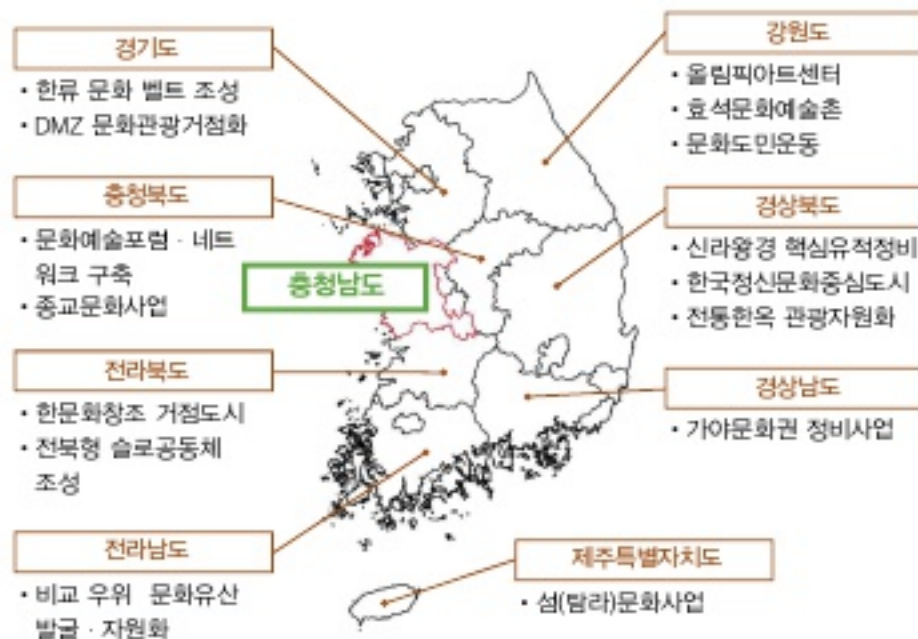 경기도
• 한류 문화 벨트 조성
• DMZ 문화관광거점화
강원도
• 올림픽아트센터
• 효석문화예술촌
• 문화도민운동
충청북도
• 문화예술포럼 · 네트
워크 구축
• 종교문화사업
경상북도
• 신라왕경 핵심유적정비
• 한국정신문화중심도시
• 전통한옥 관광자원화
충청남도
전라북도
• 한문화창조 거점도시
• 전북형 슬로공동체
조성
경상남도
• 가야문화권 정비사업
전라남도
• 비교 우위 문화유산
발굴 · 자원화
제주특별자치도
• 섬(탐라)문화사업